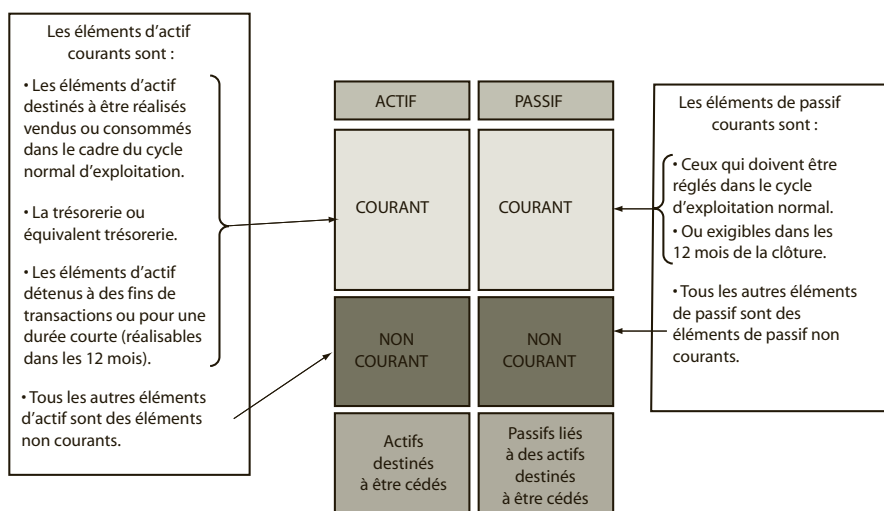 Les éléments d'actif
courants sont :
• Les éléments d'actif
destinés à être réalisés
vendus ou consommés
dans le cadre du cycle
normal d'exploitation.
• La trésorerie ou
équivalent trésorerie.
• Les éléments d'actif
détenus à des fins de
transactions ou pour une
durée courte (réalisables
dans les 12 mois).
• Tous les autres éléments
d'actif sont des éléments
non courants.
ACTIF
PASSIF
COURANT
COURANT
NON
COURANT
NON
COURANT
Actifs
destinés
à être cédés
Passifs liés
à des actifs
destinés
à être cédés
Les éléments de passif
courants sont :
• Ceux qui doivent être
réglés dans le cycle
d'exploitation normal.
• Ou exigibles dans les
12 mois de la clôture.
• Tous les autres éléments
de passif sont des
éléments de passif non
courants.